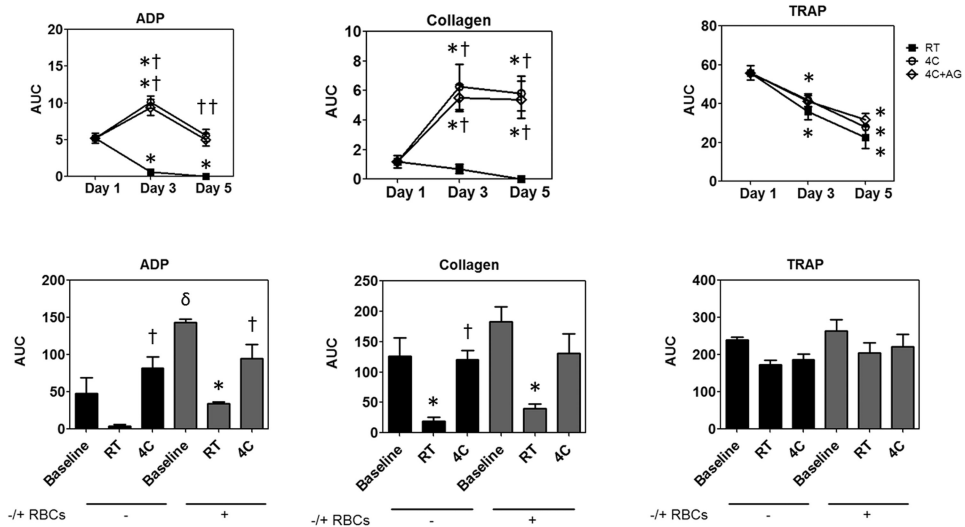 ADP
AUC
20
15
10
5
0
*†
*†
††
*
*
Day 1 Day 3 Day 5
Collagen
AUC
10
8
6
4
2
0
*†
*†
*†
*†
Day 1 Day 3 Day 5
TRAP
AUC
80
60
40
20
0
*
*
*
*
*
Day 1 Day 3 Day 5
RT
4C
4C+AG
ADP
AUC
200
150
100
50
0
†
δ
*
†
Baseline RT 4C Baseline RT 4C
-/+ RBCs - +
Collagen
AUC
250
200
150
100
50
0
*
†
*
Baseline RT 4C Baseline RT 4C
-/+ RBCs - +
TRAP
AUC
400
300
200
100
0
Baseline RT 4C Baseline RT 4C
-/+ RBCs - +